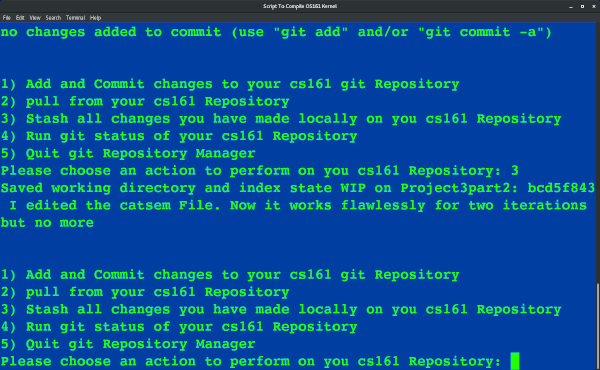 Script To Compile OS161 Kernel
File Edit View Search Terminal Help
no changes added to commit (use "git add" and/or "git commit -a")
1) Add and Commit changes to your cs161 git Repository
2) pull from your cs161 Repository
3) Stash all changes you have made locally on you cs161 Repository
4) Run git status of your cs161 Repository
5) Quit git Repository Manager
Please choose an action to perform on you cs161 Repository: 3
Saved working directory and index state WIP on Project3part2: bcd5f843
I edited the catsem File. Now it works flawlessly for two iterations
but no more
1) Add and Commit changes to your cs161 git Repository
2) pull from your cs161 Repository
3) Stash all changes you have made locally on you cs161 Repository
4) Run git status of your cs161 Repository
5) Quit git Repository Manager
Please choose an action to perform on you cs161 Repository: